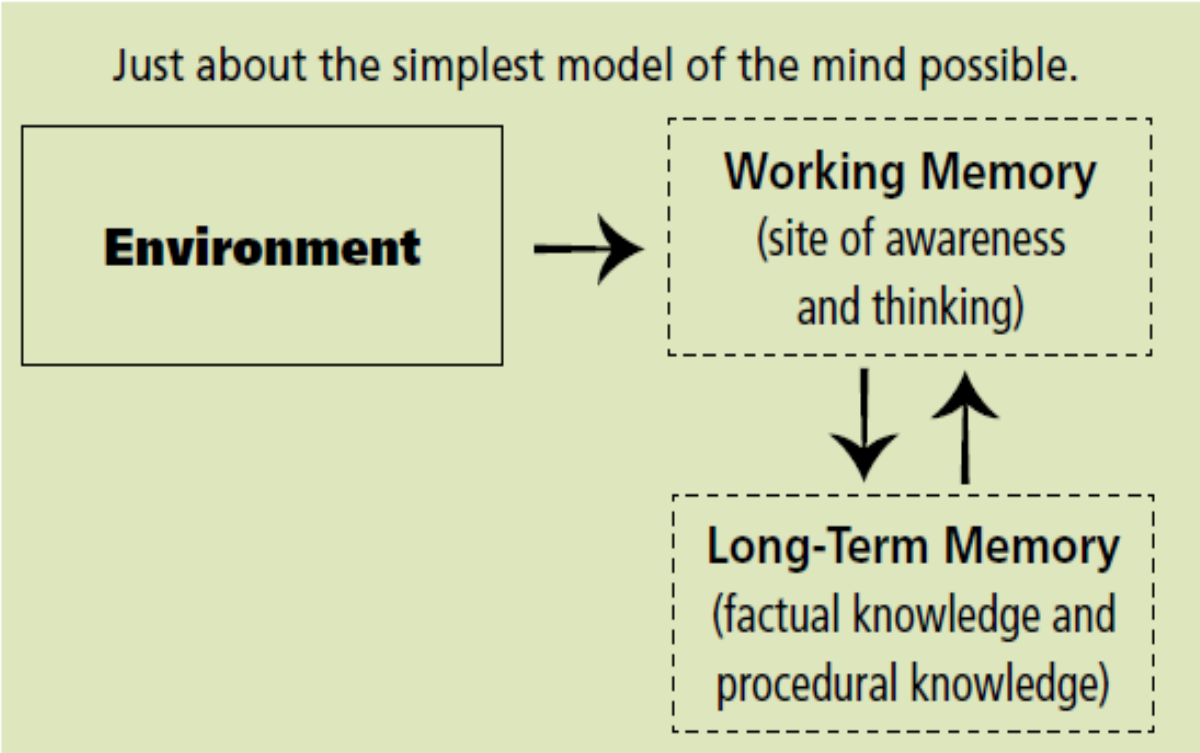 Just about the simplest model of the mind possible.
Environment
Working Memory
(site of awareness
and thinking)
Long-Term Memory
(factual knowledge and
procedural knowledge)